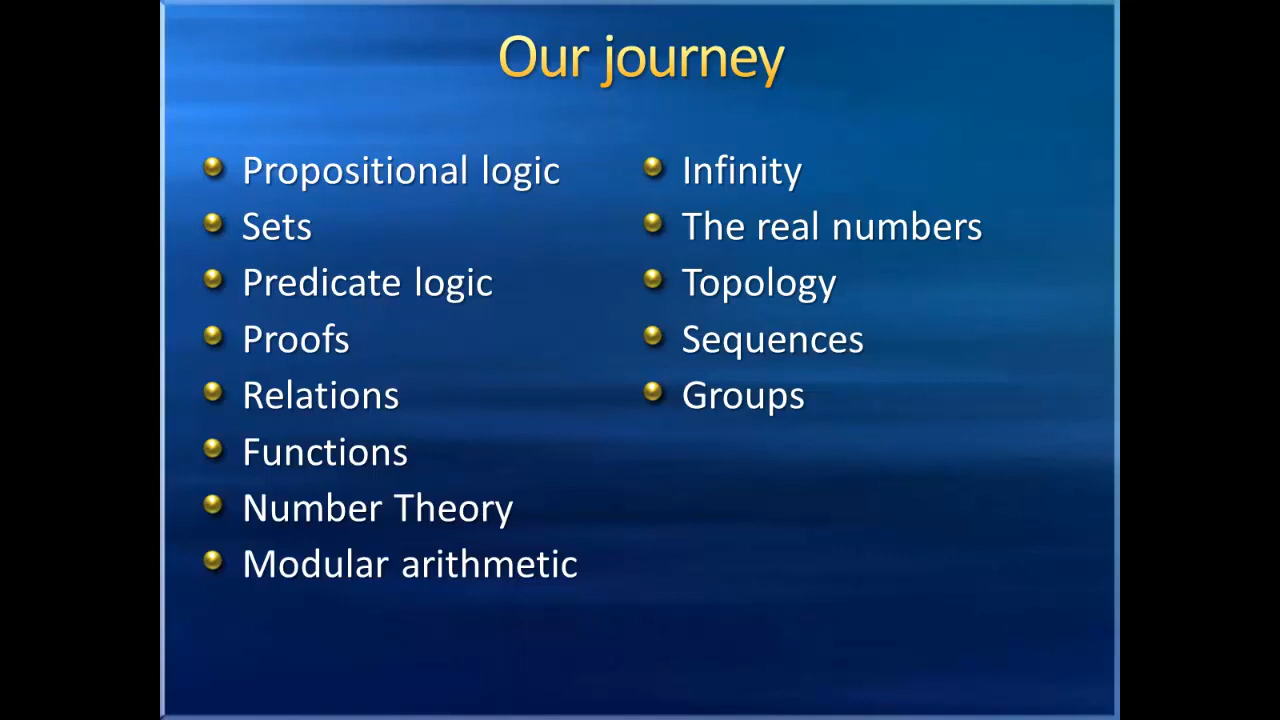 Our journey
Propositional logic
Sets
Predicate logic
Proofs
Relations
Functions
Number Theory
Modular arithmetic
Infinity
The real numbers
Topology
Sequences
Groups